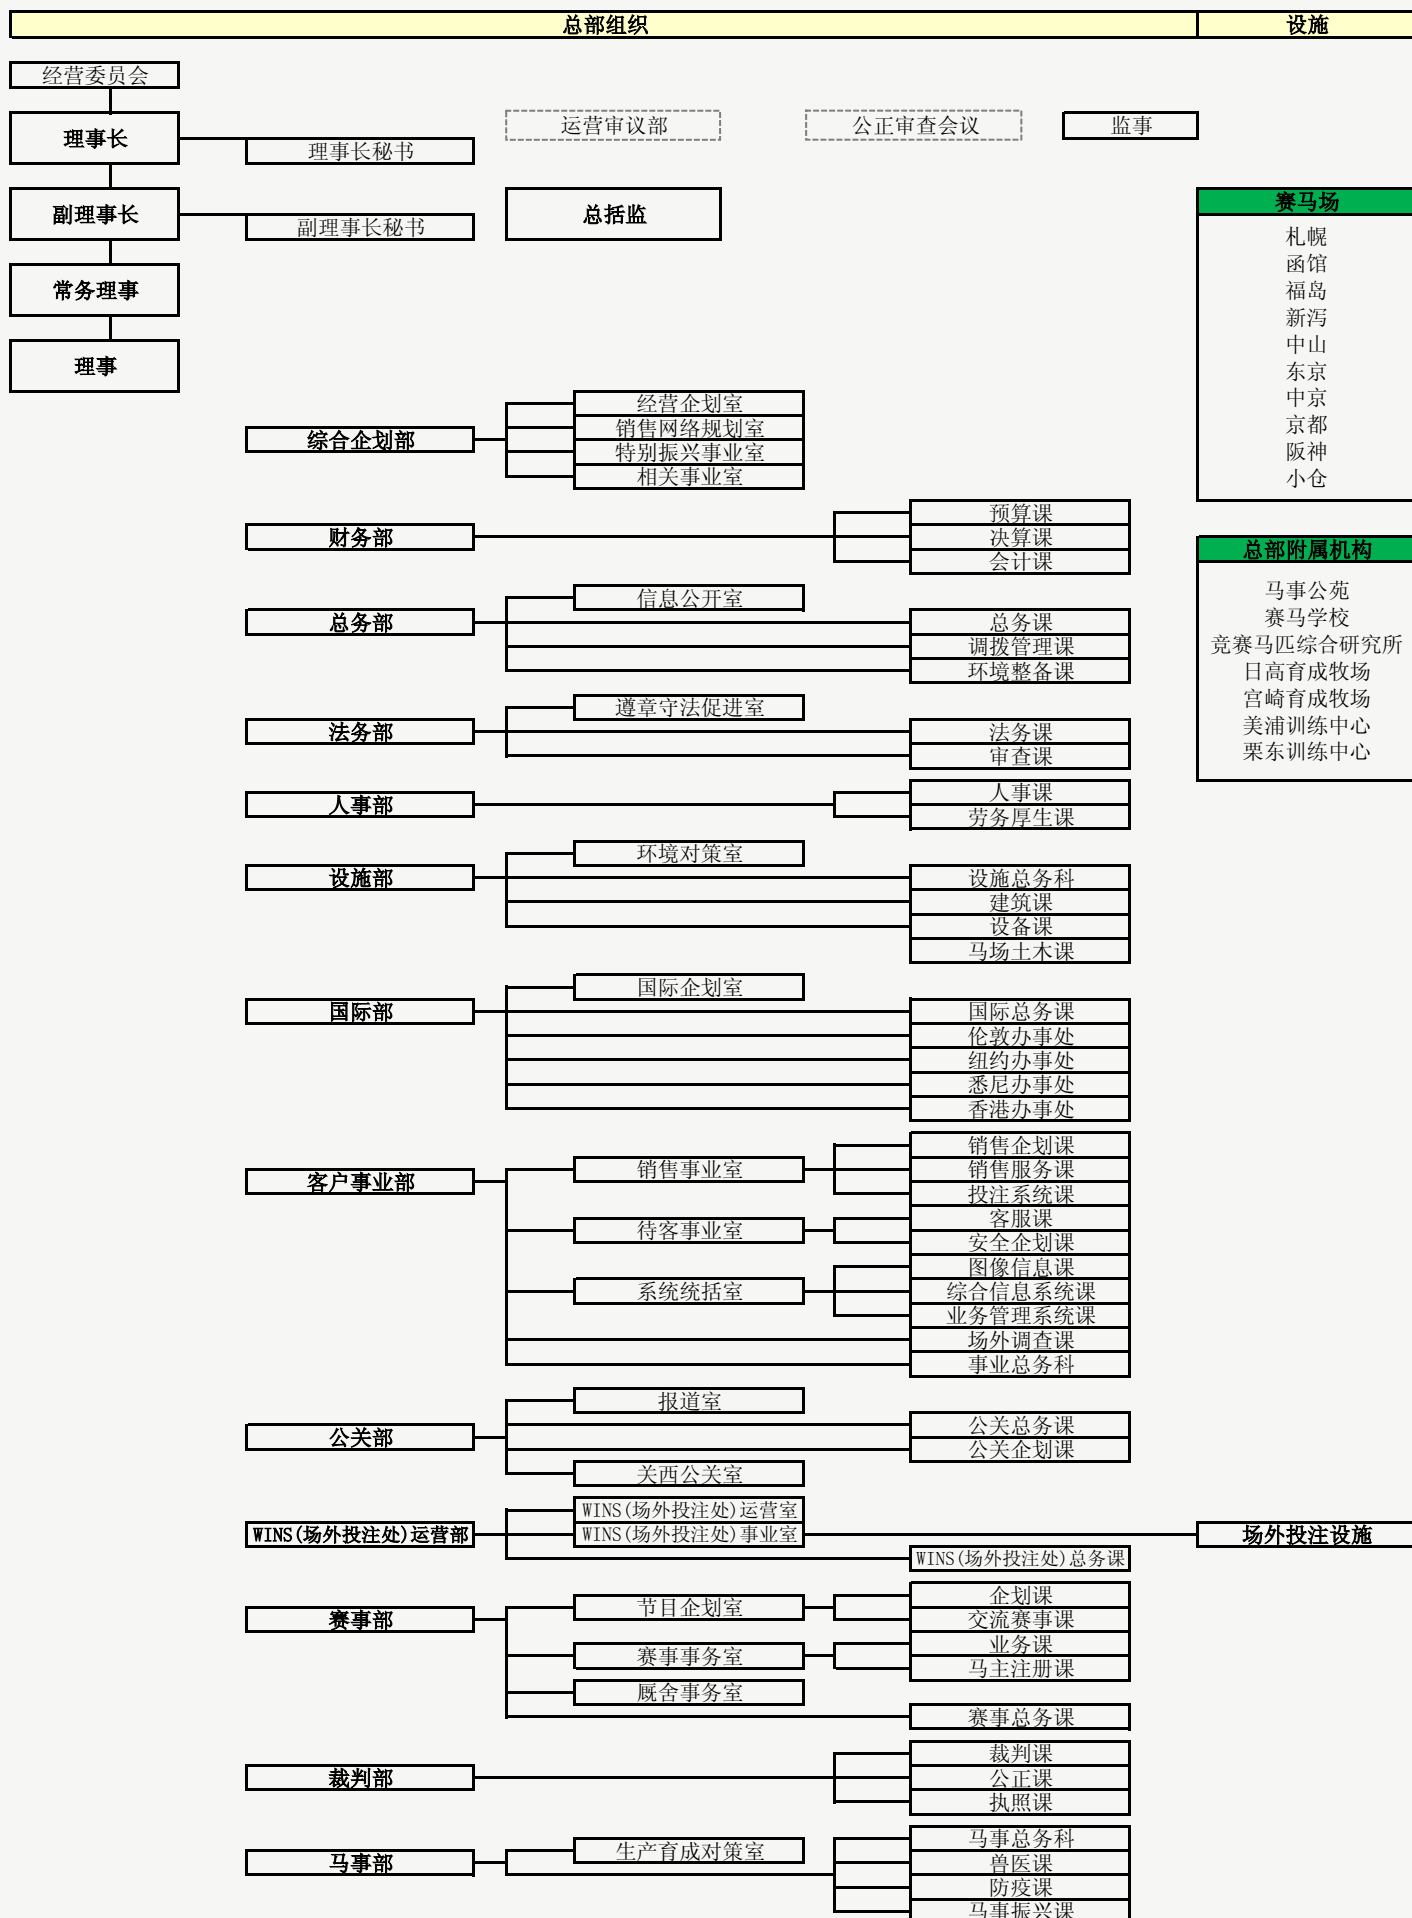 总部组织
设施
经营委员会
理事长
理事长秘书
运营审议部
公正审查会议
监事
副理事长
副理事长秘书
总括监
常务理事
理事
赛马场
札幌
函馆
福岛
新泻
中山
东京
中京
京都
阪神
小仓
综合企划部
经营企划室
销售网络规划室
特别振兴事业室
相关事业室
财务部
预算课
决算课
会计课
总部附属机构
马事公苑
赛马学校
竞赛马匹综合研究所
日高育成牧场
宫崎育成牧场
美浦训练中心
栗东训练中心
总务部
信息公开室
总务课
调拨管理课
环境整备课
法务部
遵章守法促进室
法务课
审查课
人事部
人事课
劳务厚生课
设施部
环境对策室
设施总务科
建筑课
设备课
马场土木课
国际部
国际企划室
国际总务课
伦敦办事处
纽约办事处
悉尼办事处
香港办事处
客户事业部
销售事业室
销售企划课
销售服务课
投注系统课
待客事业室
客服课
安全企划课
系统统括室
图像信息课
综合信息系统课
业务管理系统课
场外调查课
事业总务科
公关部
报道室
公关总务课
公关企划课
关西公关室
WINS(场外投注处)运营部
WINS(场外投注处)运营室
WINS(场外投注处)事业室
场外投注设施
WINS(场外投注处)总务课
赛事部
节目企划室
企划课
交流赛事课
赛事事务室
业务课
马主注册课
厩舍事务室
赛事总务课
裁判部
裁判课
公正课
执照课
马事部
生产育成对策室
马事总务科
兽医课
防疫课
马事振兴课